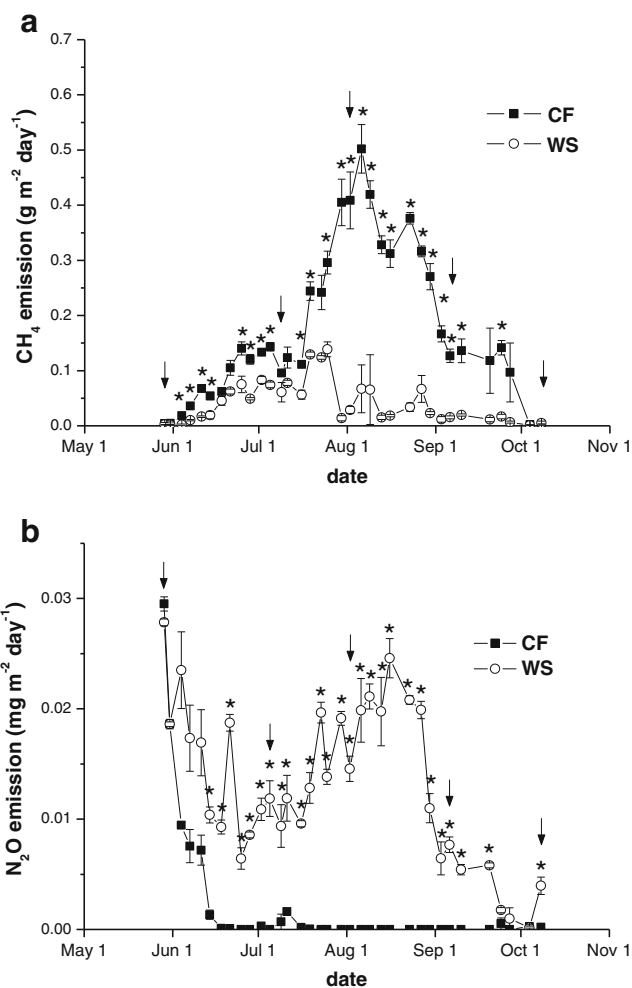 a
0.7
0.6
0.5
0.4
0.3
0.2
0.1
0.0
CH₄ emission (g m⁻² day⁻¹)
CF
WS
May 1 Jun 1 Jul 1 Aug 1 Sep 1 Oct 1 Nov 1
date
b
0.03
0.02
0.01
0.00
N₂O emission (mg m⁻² day⁻¹)
CF
WS
May 1 Jun 1 Jul 1 Aug 1 Sep 1 Oct 1 Nov 1
date